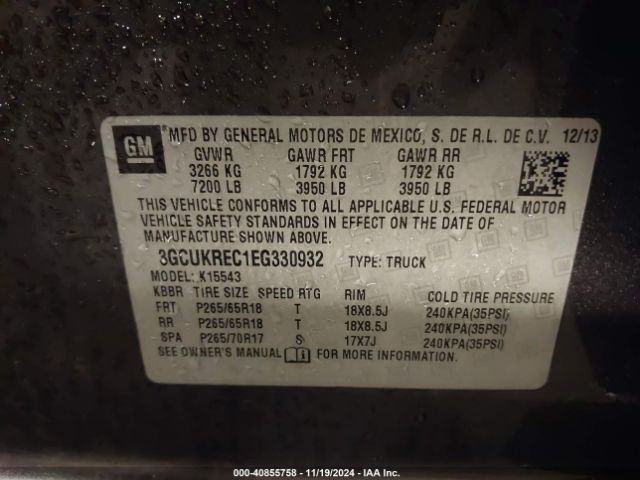 GM
MFD BY GENERAL MOTORS DE MEXICO, S. DE R.L. DE C.V. 12/13
GVWR GAWR FRT GAWR RR
3266 KG 1792 KG 1792 KG
7200 LB 3950 LB 3950 LB
THIS VEHICLE CONFORMS TO ALL APPLICABLE U.S. FEDERAL MOTOR
VEHICLE SAFETY STANDARDS IN EFFECT ON THE DATE OF
MANUFACTURE SHOWN ABOVE.
3GCUKREC1EG330932 TYPE: TRUCK
MODEL: K15543
KBBR TIRE SIZE SPEED RTG RIM COLD TIRE PRESSURE
FRT P265/65R18 T 18X8.5J 240KPA(35PSI)
RR P265/65R18 T 18X8.5J 240KPA(35PSI)
SPA P265/70R17 S 17X7J 240KPA(35PSI)
SEE OWNER'S MANUAL FOR MORE INFORMATION.
000-40855758 - 11/19/2024 - IAA Inc.